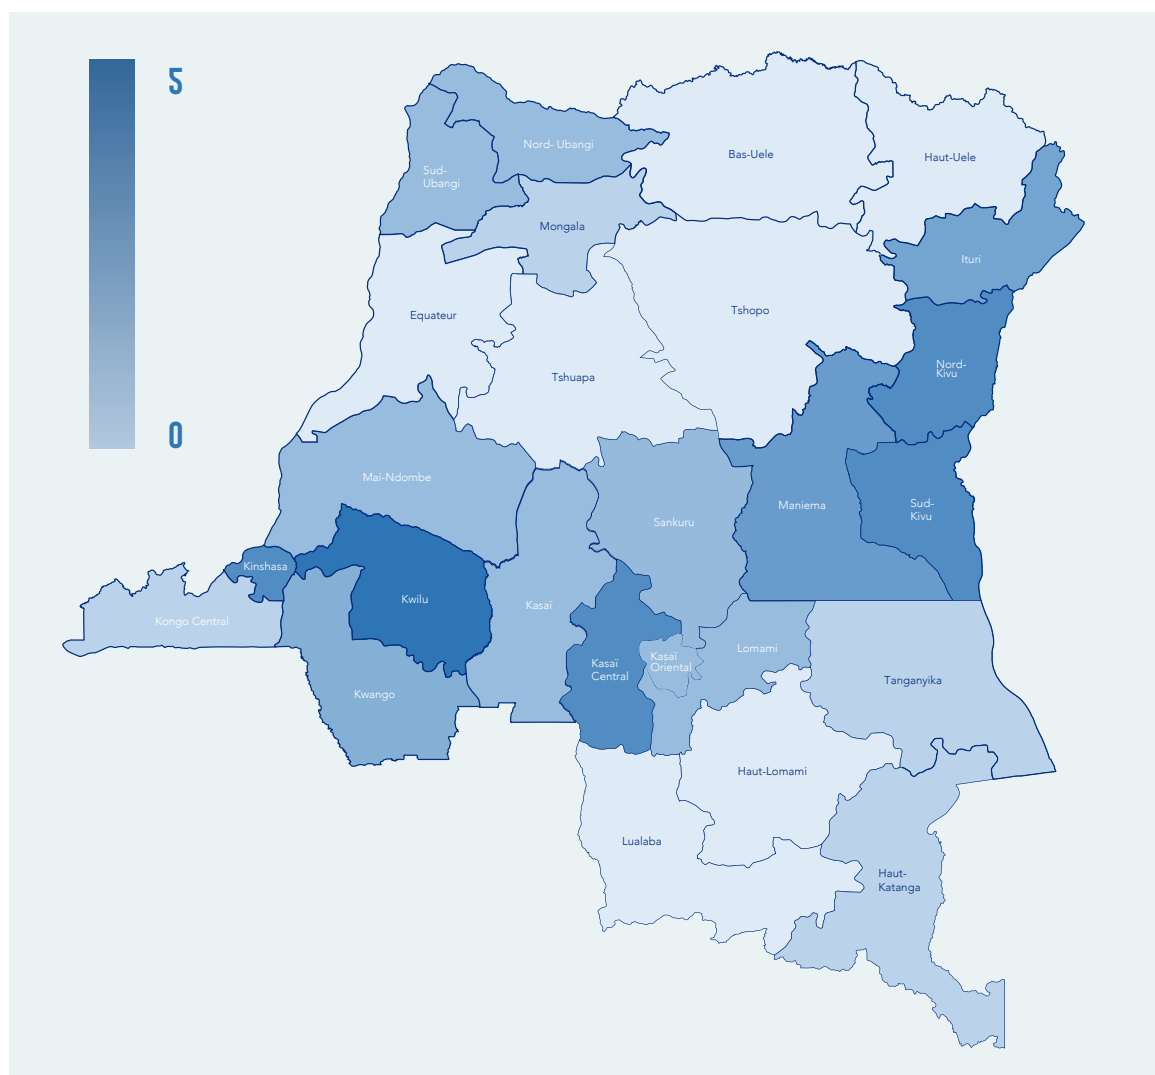 5
0
Nord- Ubangi
Sud-
Ubangi
Bas-Uele
Haut-Uele
Mongala
Ituri
Equateur
Tshopo
Tshuapa
Nord-
Kivu
Mai-Ndombe
Sankuru
Maniema
Sud-
Kivu
Kinshasa
Kwilu
Kasaï
Kongo Central
Kasaï
Central
Kasaï
Oriental
Lomami
Kwango
Tanganyika
Haut-Lomami
Lualaba
Haut-
Katanga